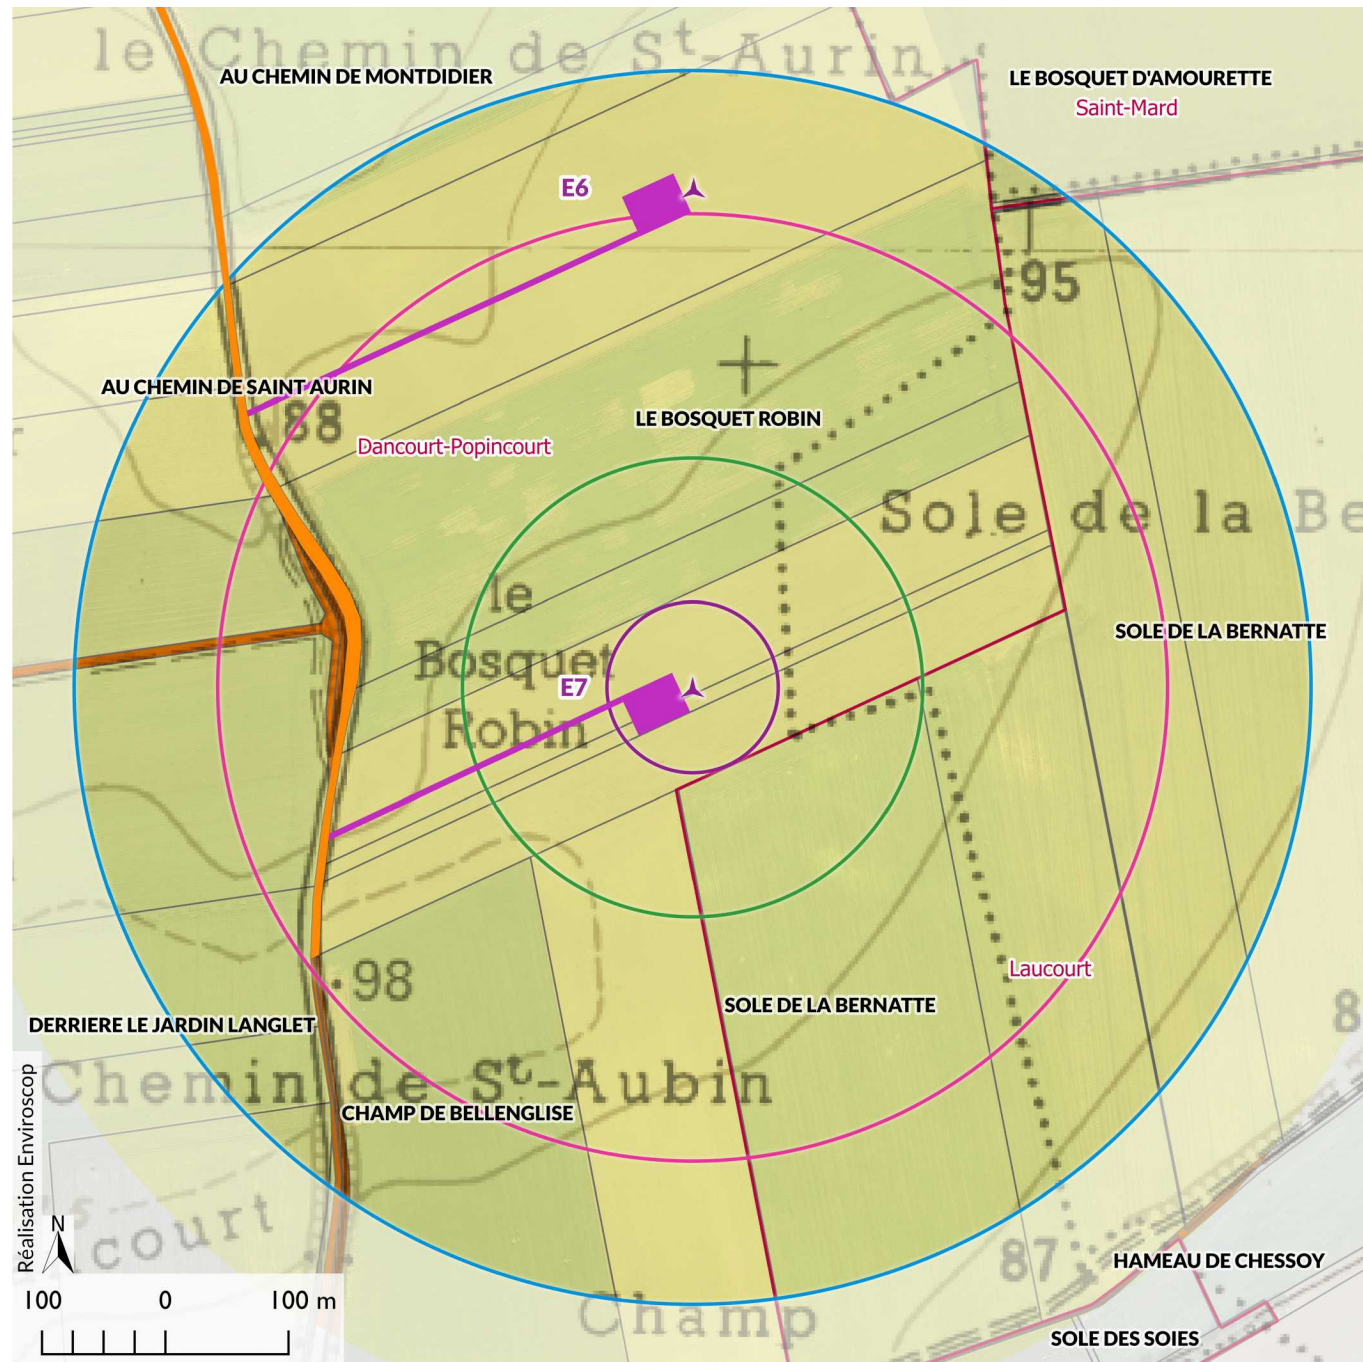 le Chemin de St-Aurin
AU CHEMIN DE MONTDIDIER
LE BOSQUET D'AMOURETTE
Saint-Mard
E6
95
AU CHEMIN DE SAINT AURIN
88
LE BOSQUET ROBIN
Dancourt-Popincourt
Sole de la Be
le
Bosquet
Robin
SOLE DE LA BERNATTE
E7
Laucourt
98
SOLE DE LA BERNATTE
8
DERRIERE LE JARDIN LANGLET
Chemin de St-Aubin
CHAMP DE BELLENGLISE
Réalisation Enviroscop
court
N
87
HAMEAU DE CHESSOY
100 0 100 m
Champ
SOLE DES SOIES